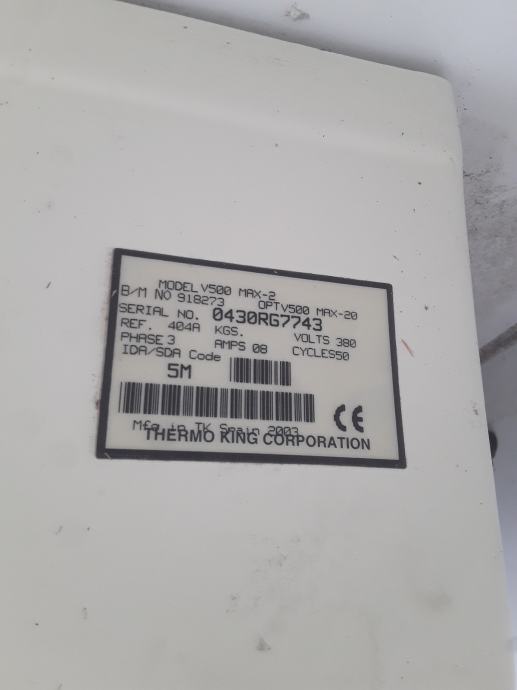 MODEL V500 MAX-2
B/M NO 918273 OPTV500 MAX-20
SERIAL NO. 0430RG7743
REF. 404A KGS. VOLTS 380
PHASE 3 AMPS 08 CYCLES50
IDA/SDA Code
5M
Mfg in TK Spain 2003
CE
THERMO KING CORPORATION